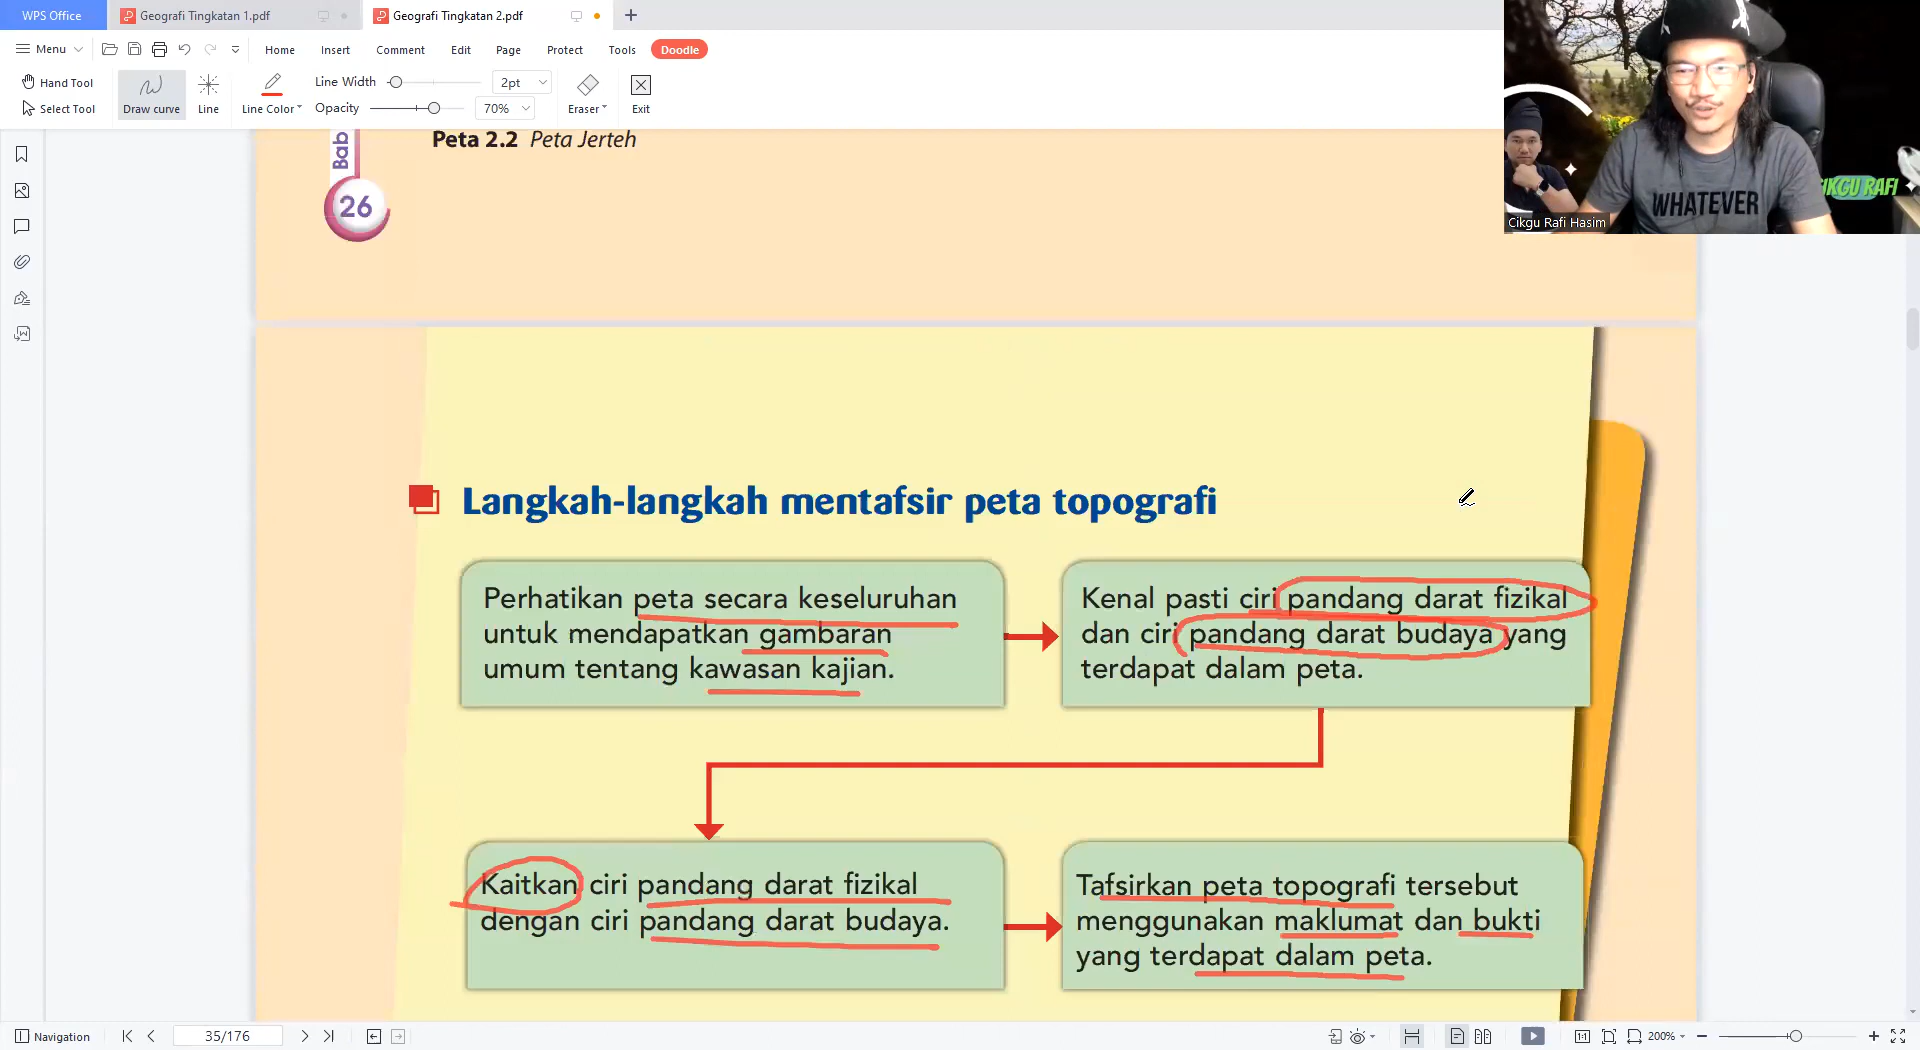 WPS Office
Geografi Tingkatan 1.pdf
Geografi Tingkatan 2.pdf
Menu
Home
Insert
Comment
Edit
Page
Protect
Tools
Doodle
Hand Tool
Select Tool
Draw curve
Line
Line Color
Line Width
2pt
Opacity
70%
Eraser
Exit
WHATEVER
IKGU RAFI
Cikgu Rafi Hasim
Bab
26
Peta 2.2 Peta Jerteh
Langkah-langkah mentafsir peta topografi
Perhatikan peta secara keseluruhan
untuk mendapatkan gambaran
umum tentang kawasan kajian.
Kenal pasti ciri pandang darat fizikal
dan ciri pandang darat budaya yang
terdapat dalam peta.
Kaitkan ciri pandang darat fizikal
dengan ciri pandang darat budaya.
Tafsirkan peta topografi tersebut
menggunakan maklumat dan bukti
yang terdapat dalam peta.
Navigation
35/176
1:1
200%